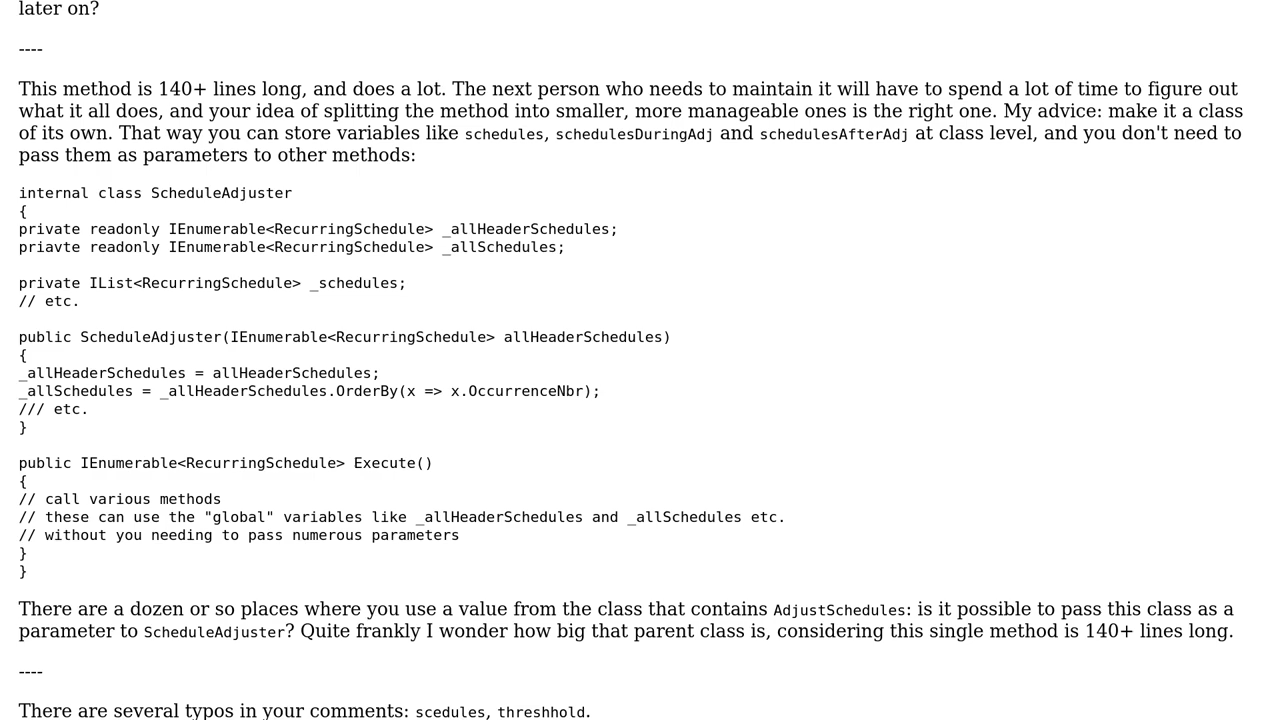 later on?
----
This method is 140+ lines long, and does a lot. The next person who needs to maintain it will have to spend a lot of time to figure out
what it all does, and your idea of splitting the method into smaller, more manageable ones is the right one. My advice: make it a class
of its own. That way you can store variables like schedules, schedulesDuringAdj and schedulesAfterAdj at class level, and you don't need to
pass them as parameters to other methods:
internal class ScheduleAdjuster
{
private readonly IEnumerable<RecurringSchedule> _allHeaderSchedules;
priavte readonly IEnumerable<RecurringSchedule> _allSchedules;
private IList<RecurringSchedule> _schedules;
// etc.
public ScheduleAdjuster(IEnumerable<RecurringSchedule> allHeaderSchedules)
{
_allHeaderSchedules = allHeaderSchedules;
_allSchedules = _allHeaderSchedules.OrderBy(x => x.OccurrenceNbr);
/// etc.
}
public IEnumerable<RecurringSchedule> Execute()
{
// call various methods
// these can use the "global" variables like _allHeaderSchedules and _allSchedules etc.
// without you needing to pass numerous parameters
}
}
There are a dozen or so places where you use a value from the class that contains AdjustSchedules: is it possible to pass this class as a
parameter to ScheduleAdjuster? Quite frankly I wonder how big that parent class is, considering this single method is 140+ lines long.
----
There are several typos in your comments: scedules, threshhold.